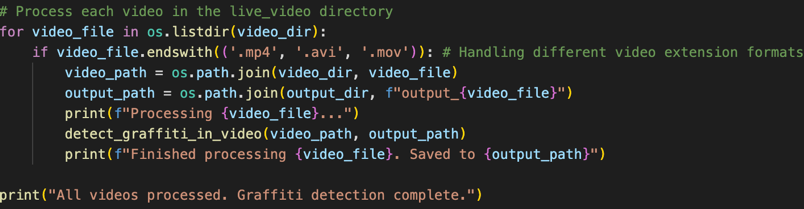 # Process each video in the live_video directory
for video_file in os.listdir(video_dir):
    if video_file.endswith(('.mp4', '.avi', '.mov')): # Handling different video extension formats
        video_path = os.path.join(video_dir, video_file)
        output_path = os.path.join(output_dir, f"output_{video_file}")
        print(f"Processing {video_file}...")
        detect_graffiti_in_video(video_path, output_path)
        print(f"Finished processing {video_file}. Saved to {output_path}")
print("All videos processed. Graffiti detection complete.")